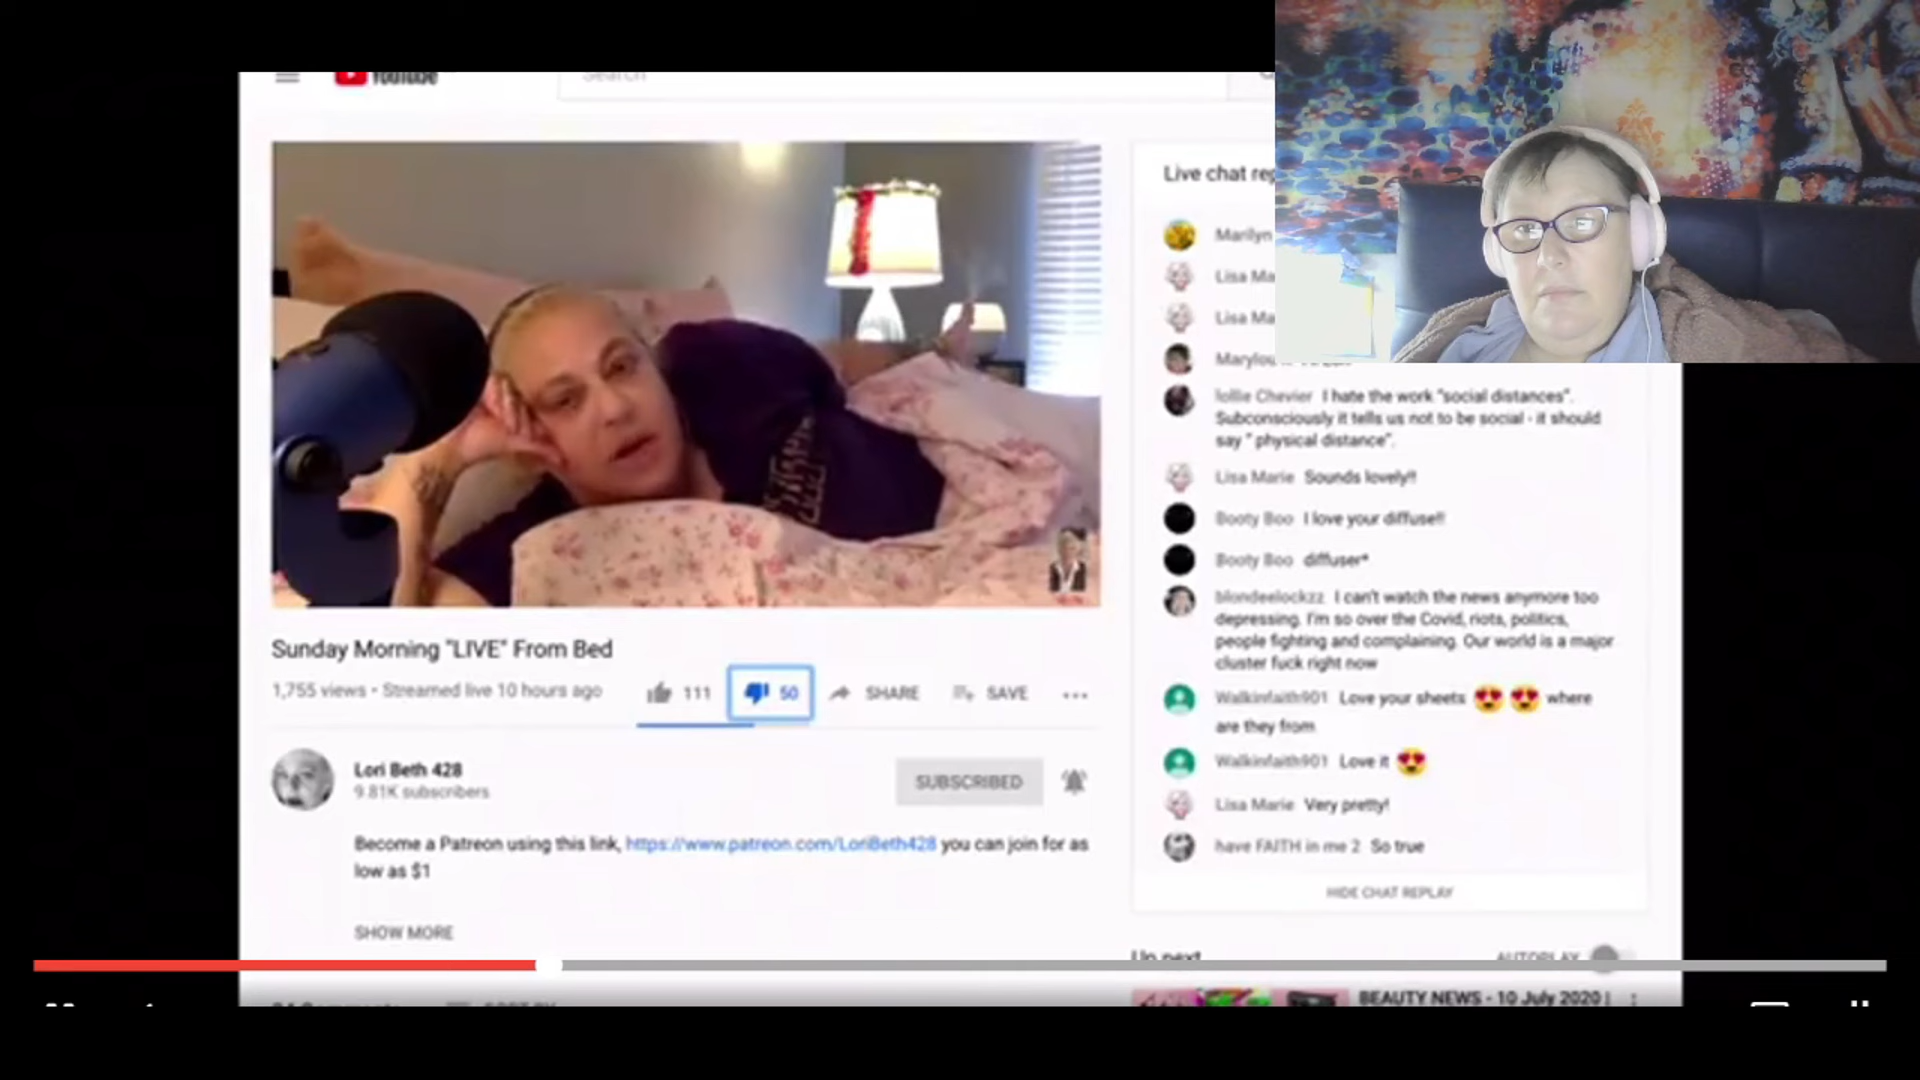 YouTube
Search
Live chat rep
Marilyn
Lisa Ma
Lisa Ma
Marylou
lollie Chevier I hate the work "social distances".
Subconsciously it tells us not to be social - it should
say " physical distance".
Lisa Marie Sounds lovely!!
Booty Boo I love your diffuse!!
Booty Boo diffuser*
blondeelockzz I can't watch the news anymore too
depressing. I'm so over the Covid, riots, politics,
people fighting and complaining. Our world is a major
cluster fuck right now
Walkinfaith901 Love your sheets 😍 😍 where
are they from
Walkinfaith901 Love it 😍
Lisa Marie Very pretty!
have FAITH in me 2 So true
HIDE CHAT REPLAY
Sunday Morning "LIVE" From Bed
1,755 views • Streamed live 10 hours ago
111
50
SHARE
SAVE
Lori Beth 428
9.81K subscribers
SUBSCRIBED
Become a Patreon using this link, https://www.patreon.com/LoriBeth428 you can join for as
low as $1
SHOW MORE
Up next
AUTOPLAY
BEAUTY NEWS - 10 July 2020 |